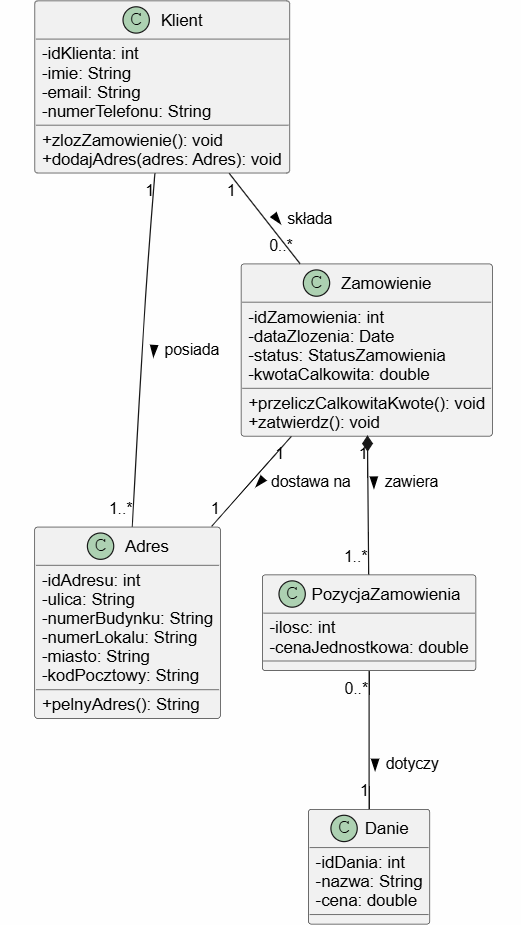 C Klient
-idKlienta: int
-imie: String
-email: String
-numerTelefonu: String
+zlozZamowienie(): void
+dodajAdres(adres: Adres): void
1
1
składa
0..*
C Zamowienie
-idZamowienia: int
-dataZlozenia: Date
-status: StatusZamowienia
-kwotaCalkowita: double
+przeliczCalkowitaKwote(): void
+zatwierdz(): void
posiada
1
1
dostawa na
zawiera
1..*
1
1..*
C Adres
-idAdresu: int
-ulica: String
-numerBudynku: String
-numerLokalu: String
-miasto: String
-kodPocztowy: String
+pelnyAdres(): String
C PozycjaZamowienia
-ilosc: int
-cenaJednostkowa: double
0..*
dotyczy
1
C Danie
-idDania: int
-nazwa: String
-cena: double